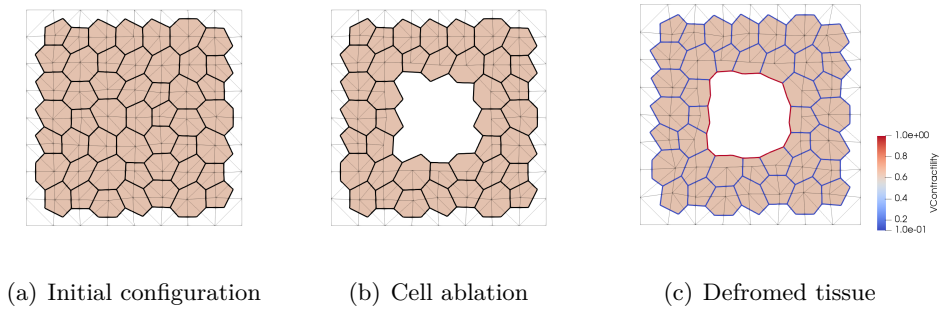 1.0e+00
0.8
0.6
0.4
0.2
1.0e-01
VContractility
(a) Initial configuration
(b) Cell ablation
(c) Defromed tissue